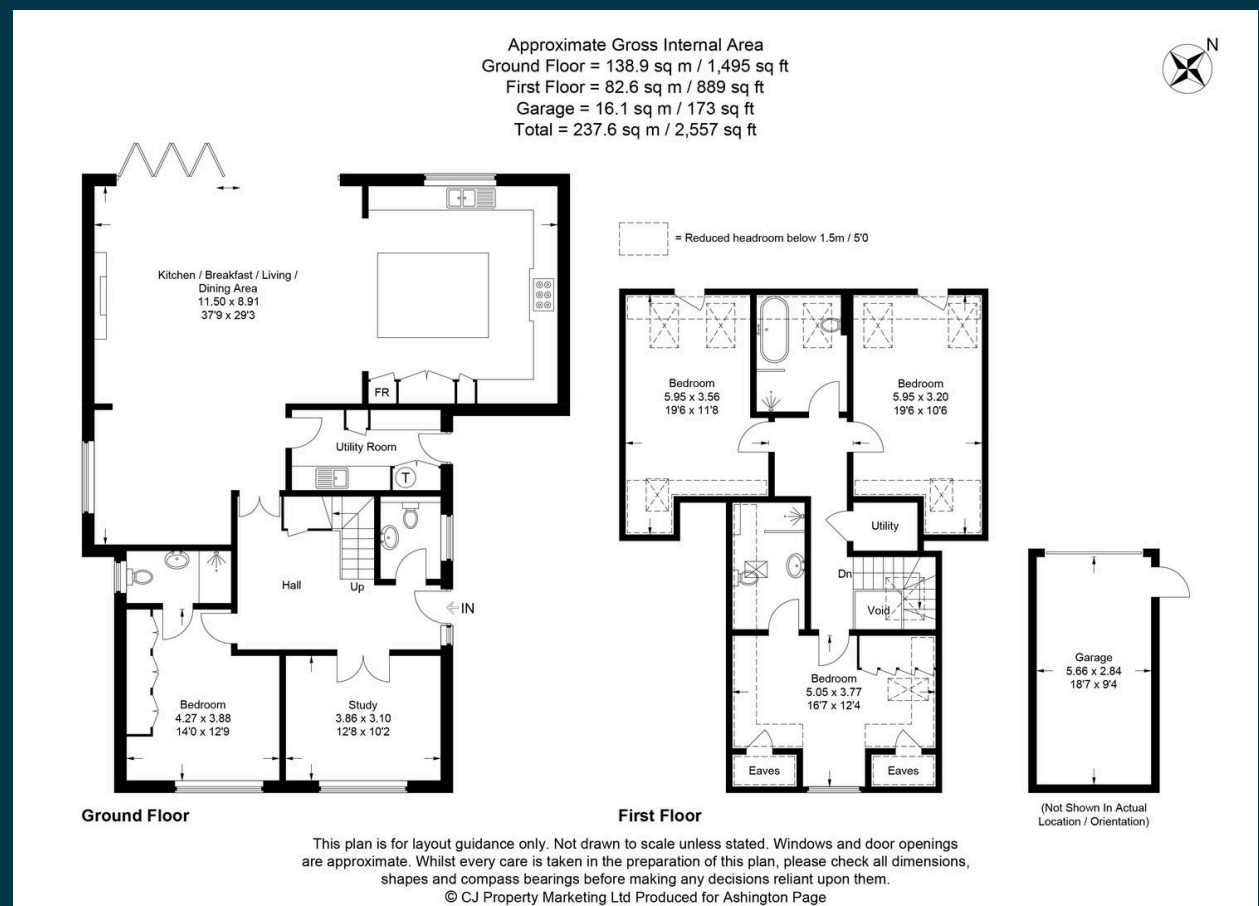 Approximate Gross Internal Area
Ground Floor = 138.9 sq m / 1,495 sq ft
First Floor = 82.6 sq m / 889 sq ft
Garage = 16.1 sq m / 173 sq ft
Total = 237.6 sq m / 2,557 sq ft
N
= Reduced headroom below 1.5m / 5'0
Kitchen / Breakfast / Living /
Dining Area
11.50 x 8.91
37'9 x 29'3
FR
Utility Room
T
Hall
Up
IN
Bedroom
4.27 x 3.88
14'0 x 12'9
Study
3.86 x 3.10
12'8 x 10'2
Ground Floor
Bedroom
5.95 x 3.56
19'6 x 11'8
Bedroom
5.95 x 3.20
19'6 x 10'6
Utility
Dn
Void
Bedroom
5.05 x 3.77
16'7 x 12'4
Eaves
Eaves
First Floor
Garage
5.66 x 2.84
18'7 x 9'4
(Not Shown In Actual
Location / Orientation)
This plan is for layout guidance only. Not drawn to scale unless stated. Windows and door openings
are approximate. Whilst every care is taken in the preparation of this plan, please check all dimensions,
shapes and compass bearings before making any decisions reliant upon them.
© CJ Property Marketing Ltd Produced for Ashington Page